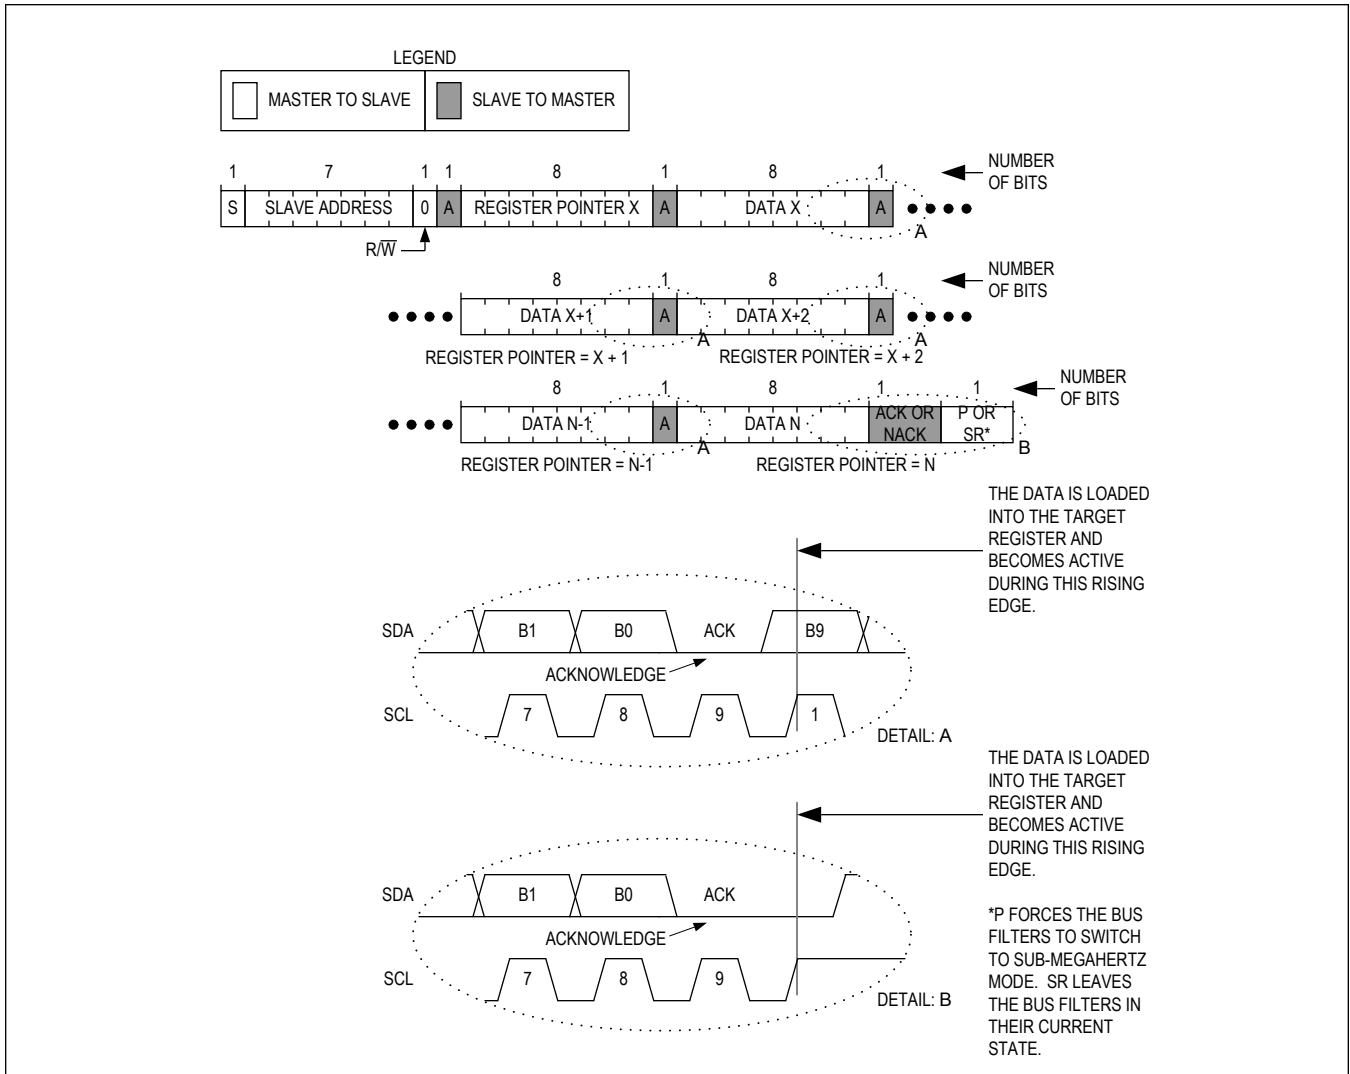 LEGEND
MASTER TO SLAVE
SLAVE TO MASTER
1 7 1 1 8 1 8 1
NUMBER
OF BITS
S SLAVE ADDRESS 0 A REGISTER POINTER X A DATA X A
A
R/W
8 1 8 1
NUMBER
OF BITS
DATA X+1 A DATA X+2 A
A A
REGISTER POINTER = X + 1 REGISTER POINTER = X + 2
8 1 8 1 1
NUMBER
OF BITS
DATA N-1 A DATA N ACK OR NACK P OR SR*
A B
REGISTER POINTER = N-1 REGISTER POINTER = N
THE DATA IS LOADED
INTO THE TARGET
REGISTER AND
BECOMES ACTIVE
DURING THIS RISING
EDGE.
SDA B1 B0 ACK B9
ACKNOWLEDGE
SCL 7 8 9 1
DETAIL: A
THE DATA IS LOADED
INTO THE TARGET
REGISTER AND
BECOMES ACTIVE
DURING THIS RISING
EDGE.
SDA B1 B0 ACK
ACKNOWLEDGE
SCL 7 8 9
DETAIL: B
*P FORCES THE BUS
FILTERS TO SWITCH
TO SUB-MEGAHERTZ
MODE. SR LEAVES
THE BUS FILTERS IN
THEIR CURRENT
STATE.